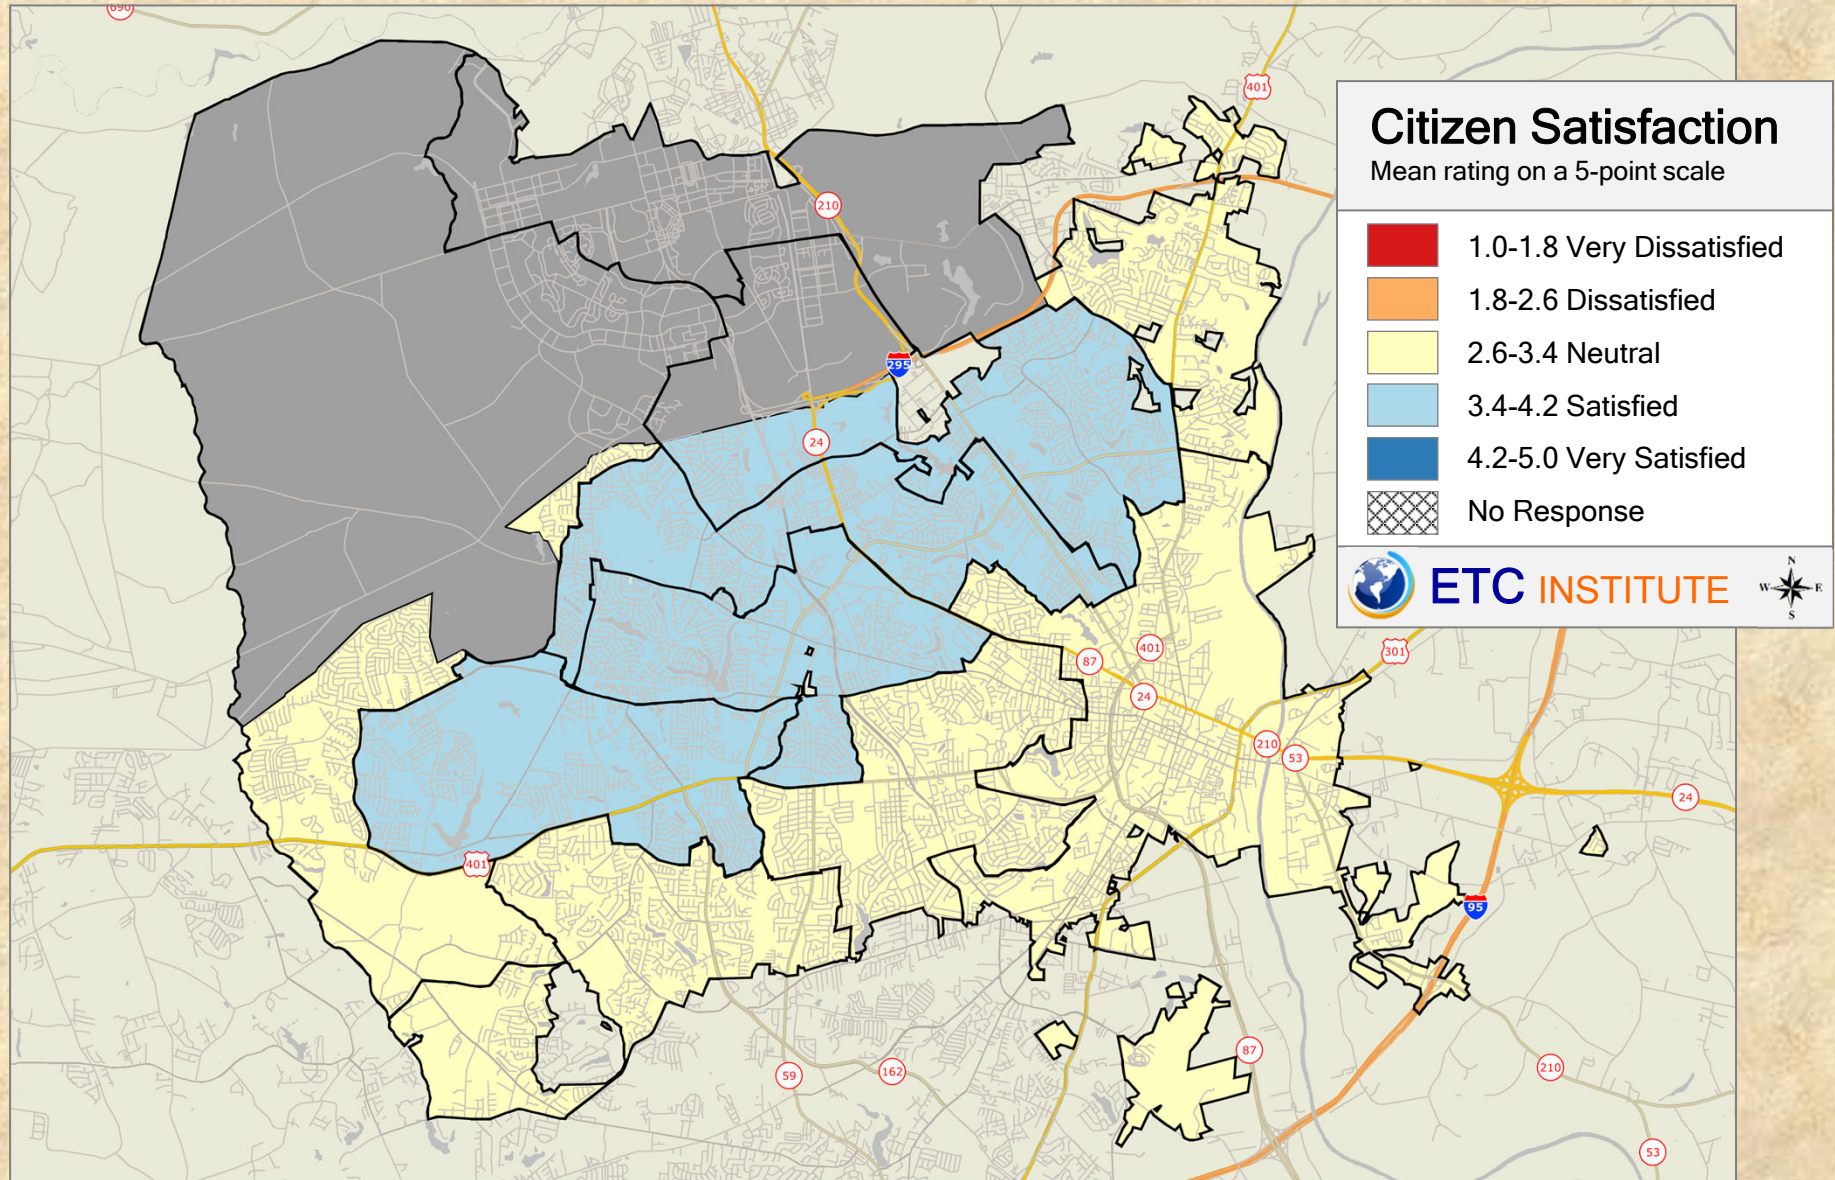 690
401
Citizen Satisfaction
Mean rating on a 5-point scale
210
1.0-1.8 Very Dissatisfied
1.8-2.6 Dissatisfied
2.6-3.4 Neutral
295
3.4-4.2 Satisfied
24
4.2-5.0 Very Satisfied
No Response
ETC INSTITUTE
N
W E
S
401
301
87
24
210
53
24
401
95
87
210
59
162
53